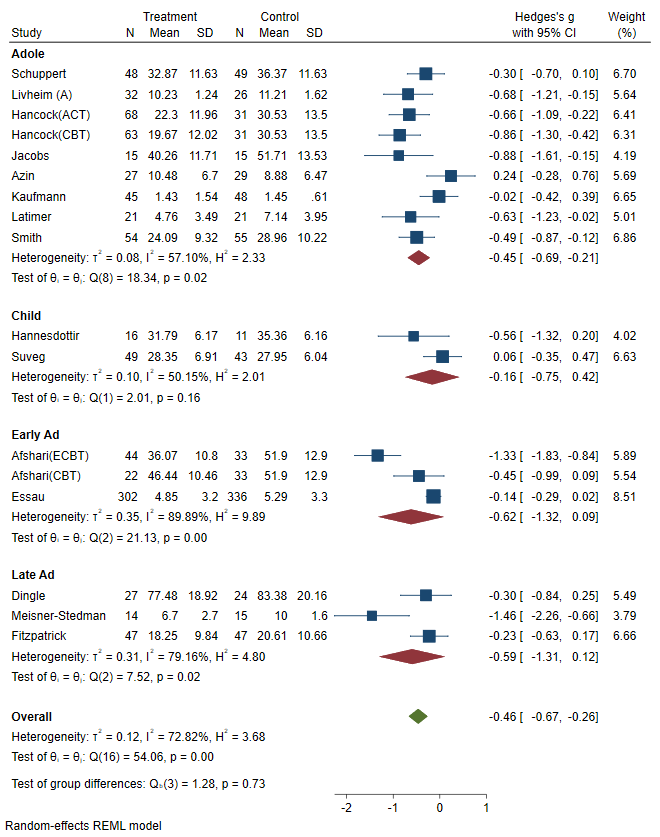 Treatment Control Hedges's g Weight
Study N Mean SD N Mean SD with 95% CI (%)
Adole
Schuppert 48 32.87 11.63 49 36.37 11.63 -0.30 [ -0.70, 0.10] 6.70
Livheim (A) 32 10.23 1.24 26 11.21 1.62 -0.68 [ -1.21, -0.15] 5.64
Hancock(ACT) 68 22.3 11.96 31 30.53 13.5 -0.66 [ -1.09, -0.22] 6.41
Hancock(CBT) 63 19.67 12.02 31 30.53 13.5 -0.86 [ -1.30, -0.42] 6.31
Jacobs 15 40.26 11.71 15 51.71 13.53 -0.88 [ -1.61, -0.15] 4.19
Azin 27 10.48 6.7 29 8.88 6.47 0.24 [ -0.28, 0.76] 5.69
Kaufmann 45 1.43 1.54 48 1.45 .61 -0.02 [ -0.42, 0.39] 6.65
Latimer 21 4.76 3.49 21 7.14 3.95 -0.63 [ -1.23, -0.02] 5.01
Smith 54 24.09 9.32 55 28.96 10.22 -0.49 [ -0.87, -0.12] 6.86
Heterogeneity: τ² = 0.08, I² = 57.10%, H² = 2.33 -0.45 [ -0.69, -0.21]
Test of θᵢ = θⱼ: Q(8) = 18.34, p = 0.02
Child
Hannesdottir 16 31.79 6.17 11 35.36 6.16 -0.56 [ -1.32, 0.20] 4.02
Suveg 49 28.35 6.91 43 27.95 6.04 0.06 [ -0.35, 0.47] 6.63
Heterogeneity: τ² = 0.10, I² = 50.15%, H² = 2.01 -0.16 [ -0.75, 0.42]
Test of θᵢ = θⱼ: Q(1) = 2.01, p = 0.16
Early Ad
Afshari(ECBT) 44 36.07 10.8 33 51.9 12.9 -1.33 [ -1.83, -0.84] 5.89
Afshari(CBT) 22 46.44 10.46 33 51.9 12.9 -0.45 [ -0.99, 0.09] 5.54
Essau 302 4.85 3.2 336 5.29 3.3 -0.14 [ -0.29, 0.02] 8.51
Heterogeneity: τ² = 0.35, I² = 89.89%, H² = 9.89 -0.62 [ -1.32, 0.09]
Test of θᵢ = θⱼ: Q(2) = 21.13, p = 0.00
Late Ad
Dingle 27 77.48 18.92 24 83.38 20.16 -0.30 [ -0.84, 0.25] 5.49
Meisner-Stedman 14 6.7 2.7 15 10 1.6 -1.46 [ -2.26, -0.66] 3.79
Fitzpatrick 47 18.25 9.84 47 20.61 10.66 -0.23 [ -0.63, 0.17] 6.66
Heterogeneity: τ² = 0.31, I² = 79.16%, H² = 4.80 -0.59 [ -1.31, 0.12]
Test of θᵢ = θⱼ: Q(2) = 7.52, p = 0.02
Overall -0.46 [ -0.67, -0.26]
Heterogeneity: τ² = 0.12, I² = 72.82%, H² = 3.68
Test of θᵢ = θⱼ: Q(16) = 54.06, p = 0.00
Test of group differences: Q_b(3) = 1.28, p = 0.73
-2 -1 0 1
Random-effects REML model